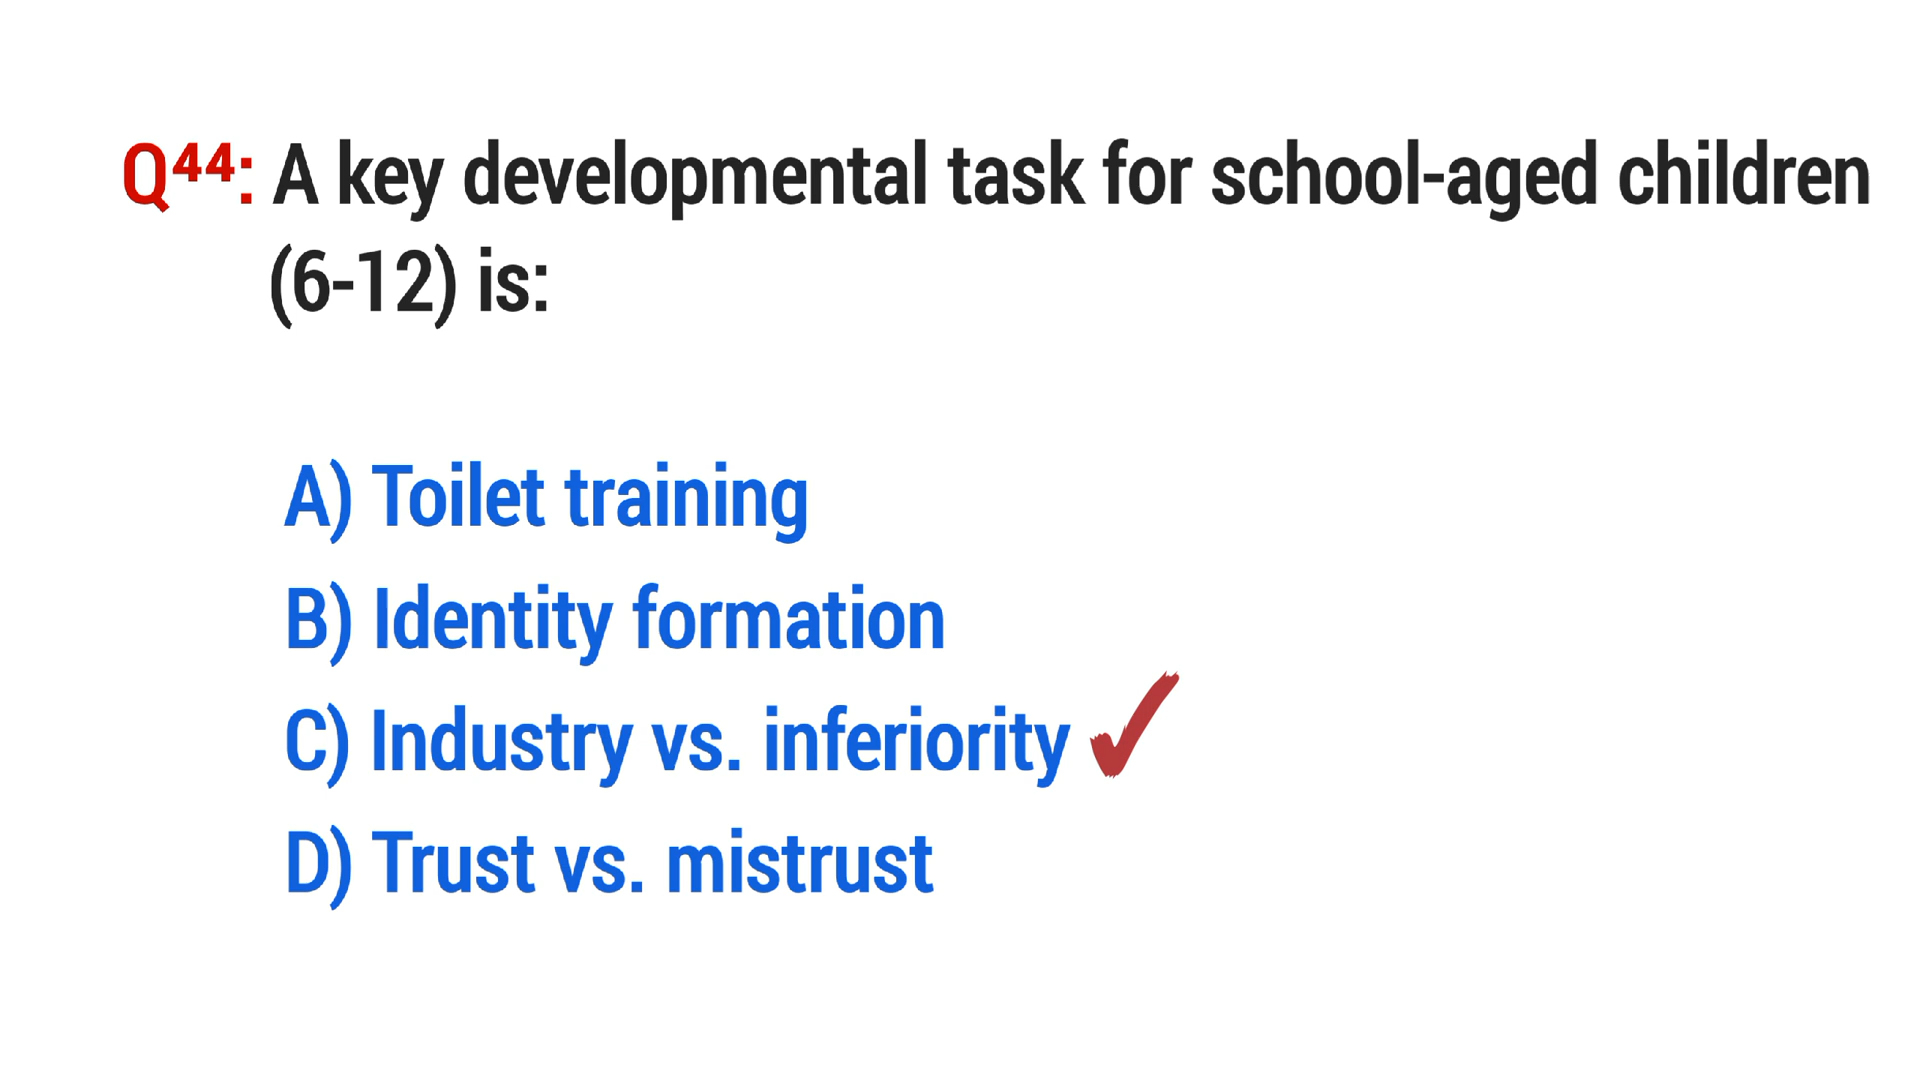 Q⁴⁴: A key developmental task for school-aged children
(6-12) is:
A) Toilet training
B) Identity formation
C) Industry vs. inferiority
D) Trust vs. mistrust